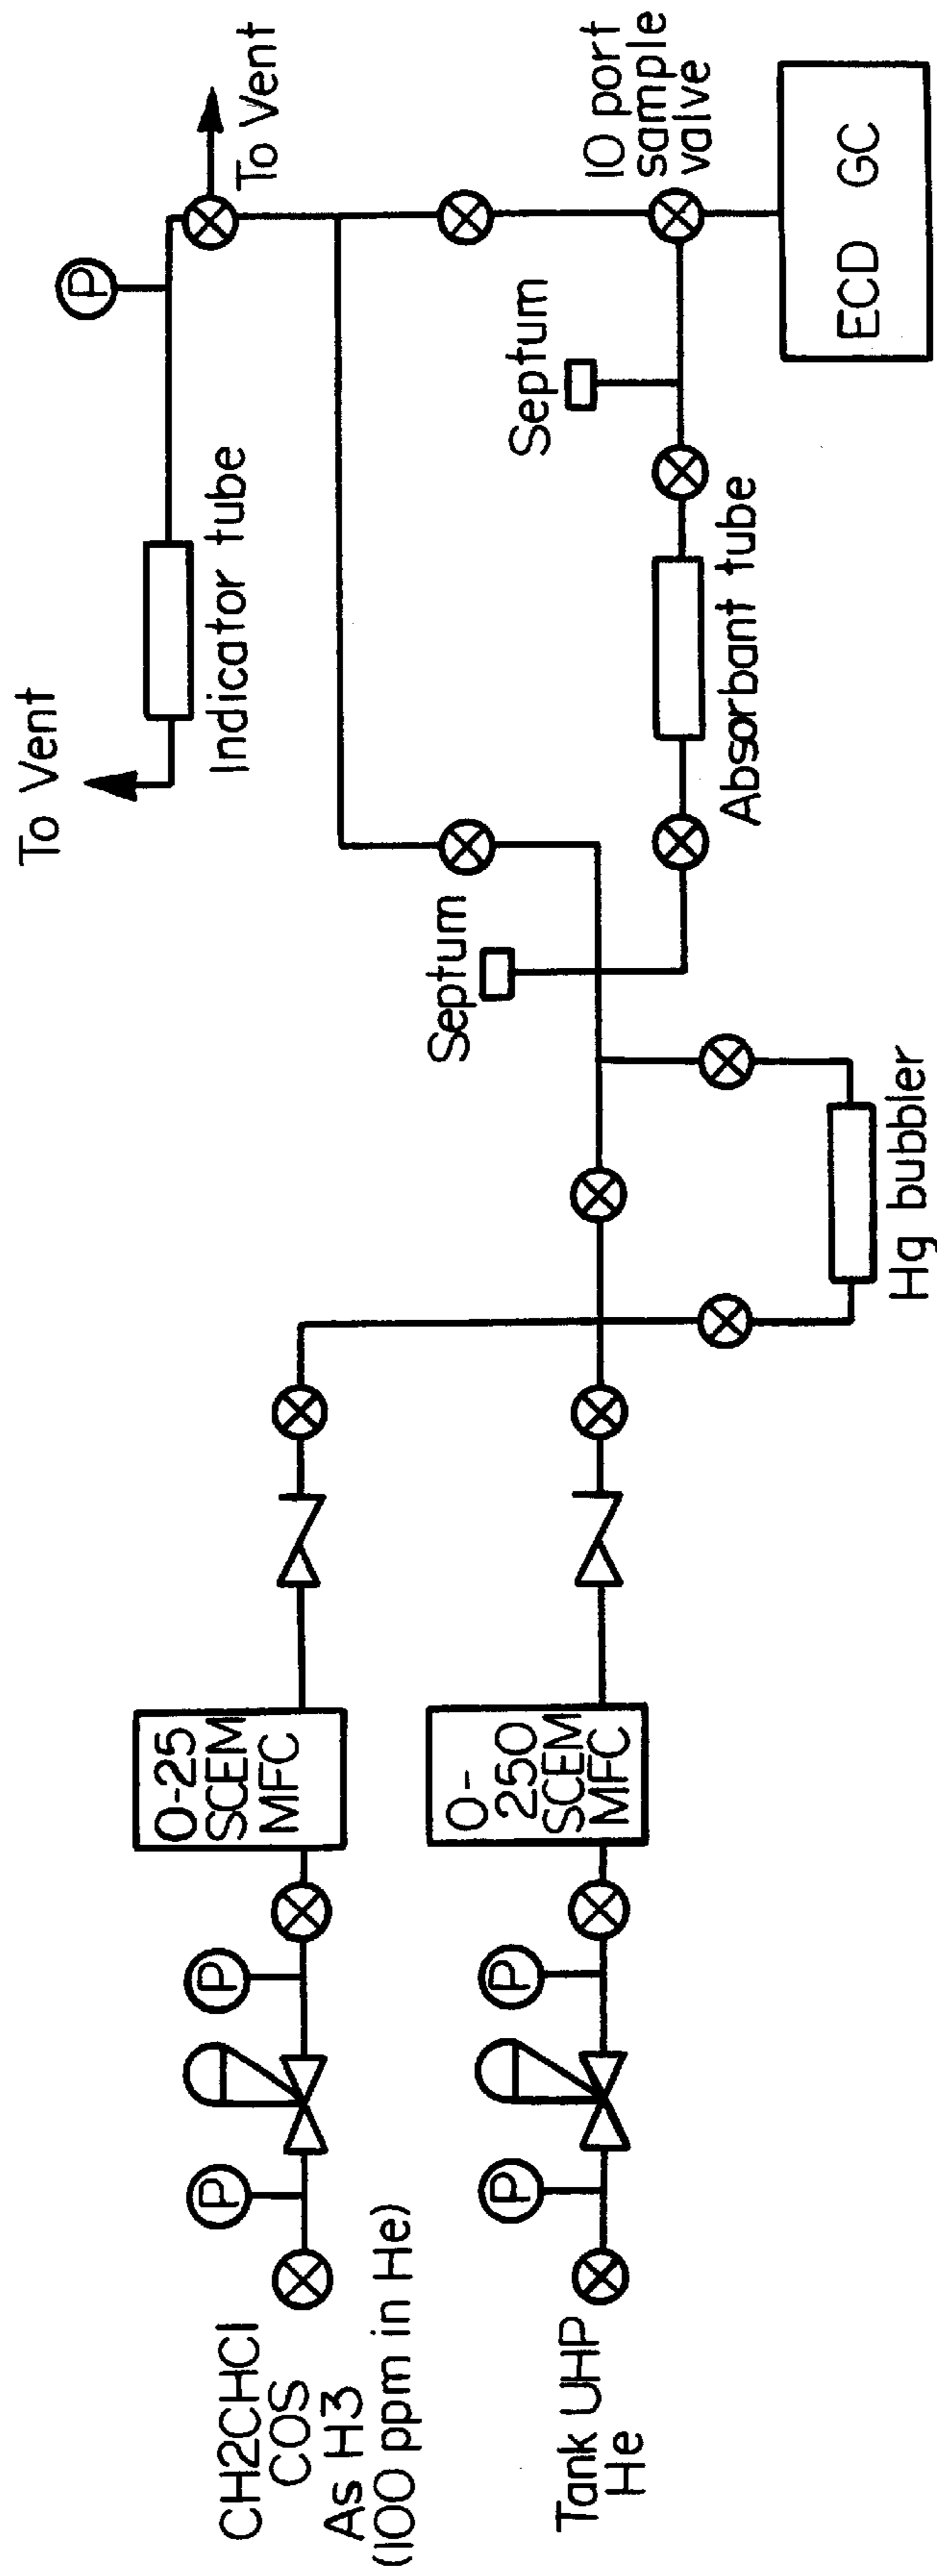 CH2CHCl
COS
As H3
(100 ppm in He)
Tank UHP
He
P
P
P
P
0-25
SCEM
MFC
0-
250
SCEM
MFC
Hg bubbler
Septum
To Vent
Indicator tube
Absorbant tube
Septum
P
To Vent
10 port
sample
valve
ECD GC